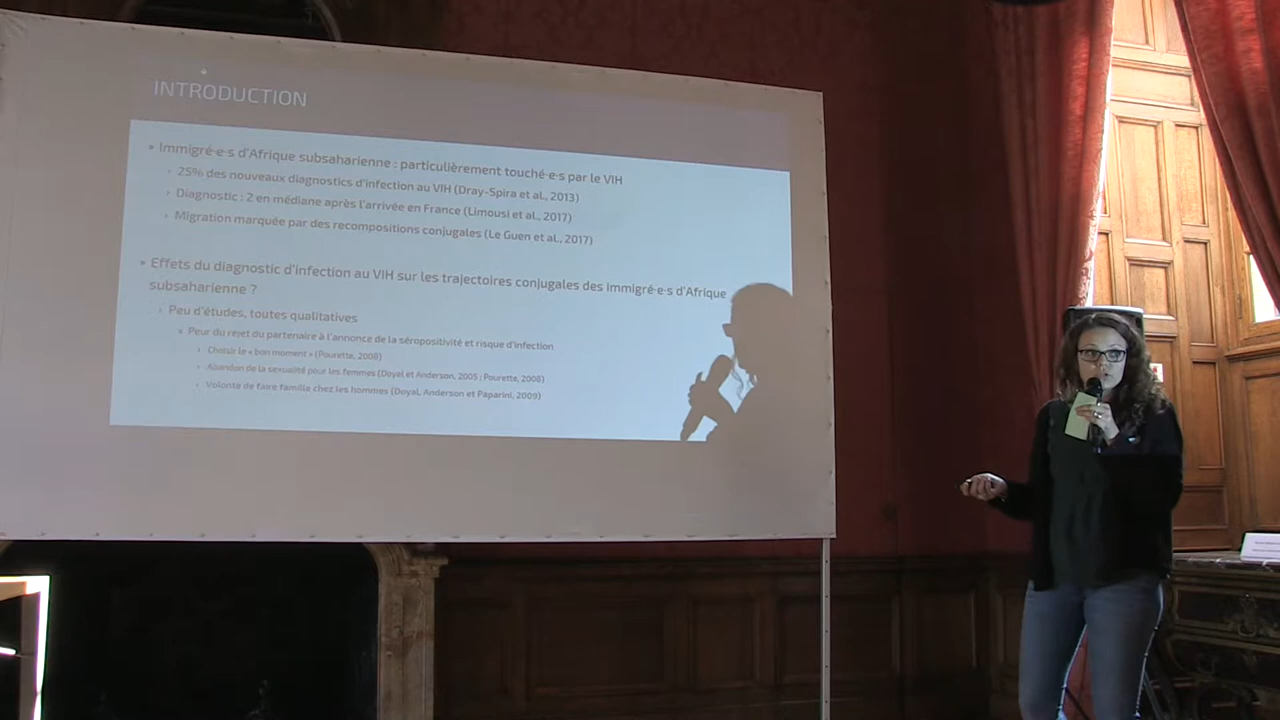 INTRODUCTION
» Immigré·e·s d'Afrique subsaharienne : particulièrement touché·e·s par le VIH
› 25% des nouveaux diagnostics d'infection au VIH (Dray-Spira et al., 2013)
› Diagnostic : 2 en médiane après l'arrivée en France (Limousi et al., 2017)
› Migration marquée par des recompositions conjugales (Le Guen et al., 2017)
» Effets du diagnostic d'infection au VIH sur les trajectoires conjugales des immigré·e·s d'Afrique
subsaharienne ?
› Peu d'études, toutes qualitatives
» Peur du rejet du partenaire à l'annonce de la séropositivité et risque d'infection
› Choisir le « bon moment » (Pourette, 2008)
› Abandon de la sexualité pour les femmes (Doyal et Anderson, 2005 ; Pourette, 2008)
› Volonté de faire famille chez les hommes (Doyal, Anderson et Paparini, 2009)